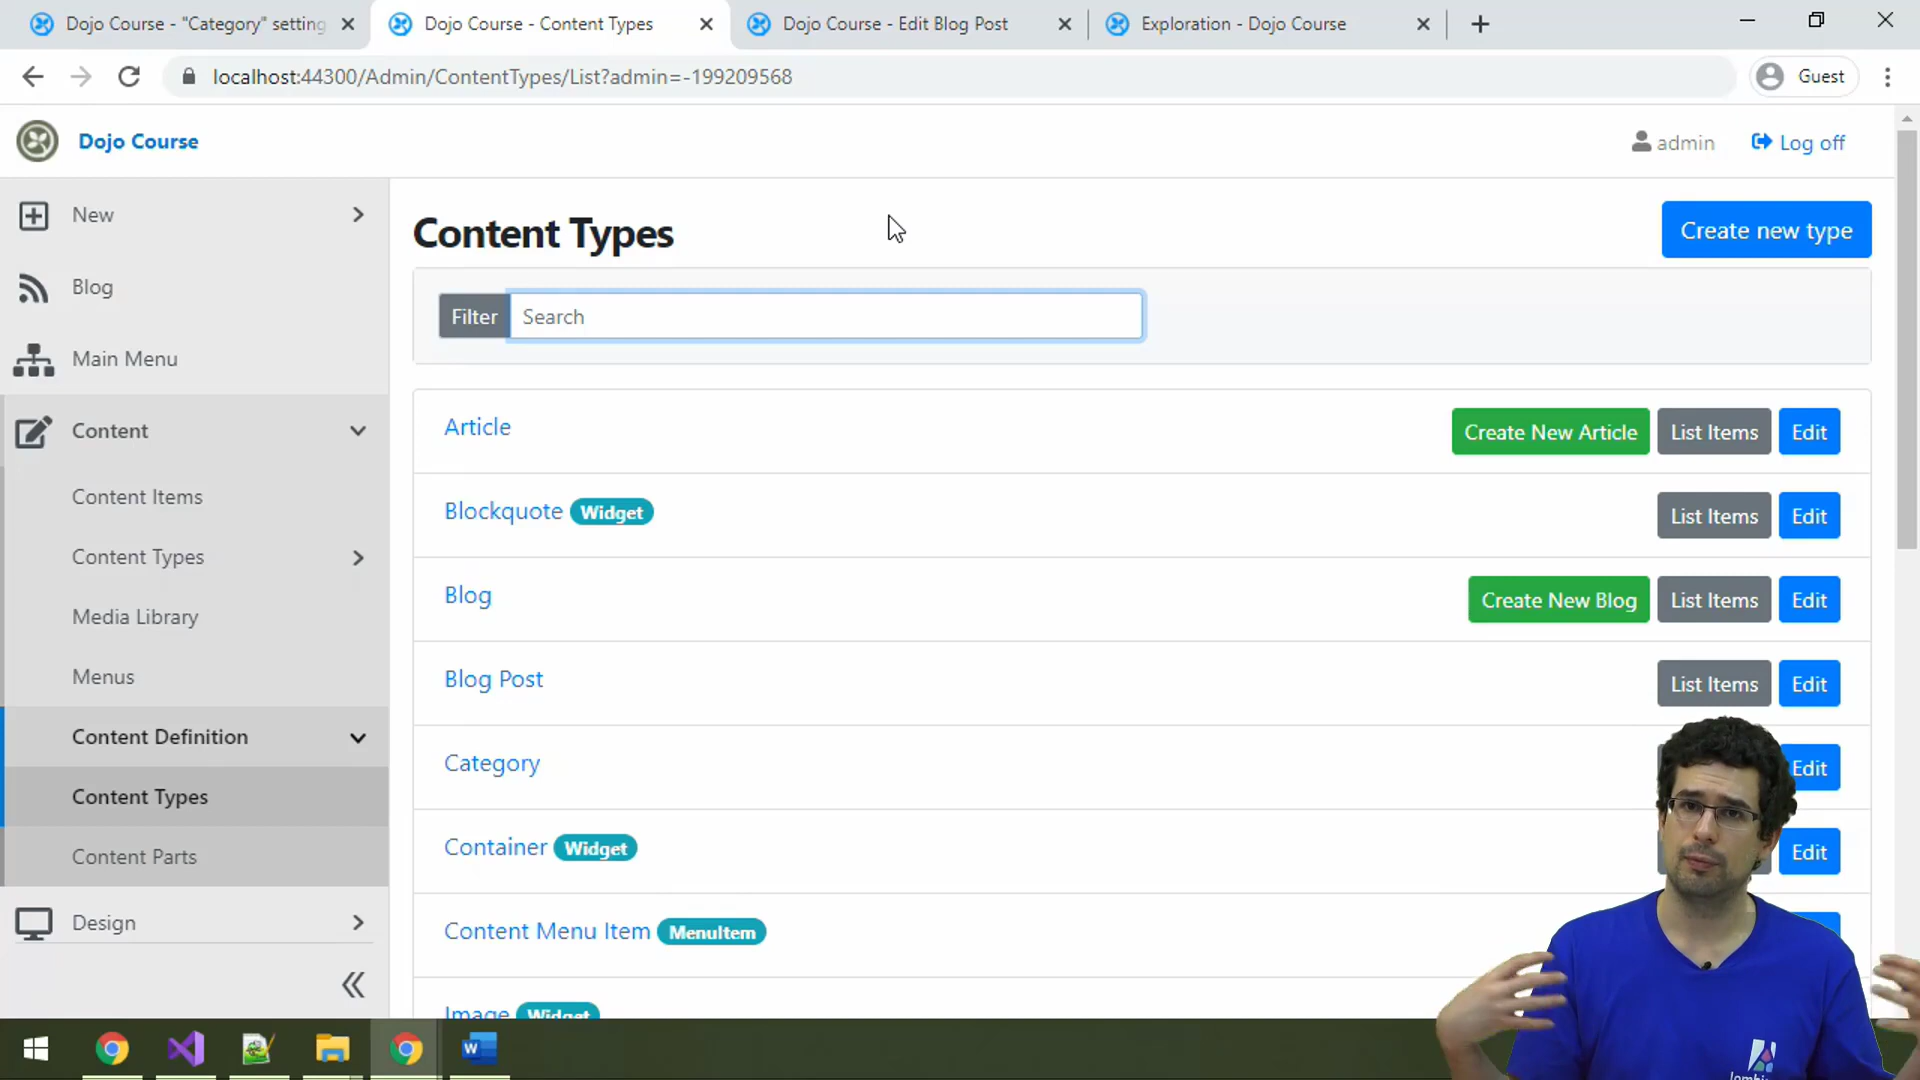 Dojo Course - "Category" setting
Dojo Course - Content Types
Dojo Course - Edit Blog Post
Exploration - Dojo Course
localhost:44300/Admin/ContentTypes/List?admin=-199209568
Guest
Dojo Course
admin
Log off
New
Blog
Main Menu
Content
Content Items
Content Types
Media Library
Menus
Content Definition
Content Types
Content Parts
Design
Content Types
Create new type
Filter
Search
Article
Create New Article
List Items
Edit
Blockquote
Widget
List Items
Edit
Blog
Create New Blog
List Items
Edit
Blog Post
List Items
Edit
Category
Edit
Container
Widget
Edit
Content Menu Item
MenuItem
Image
Widget